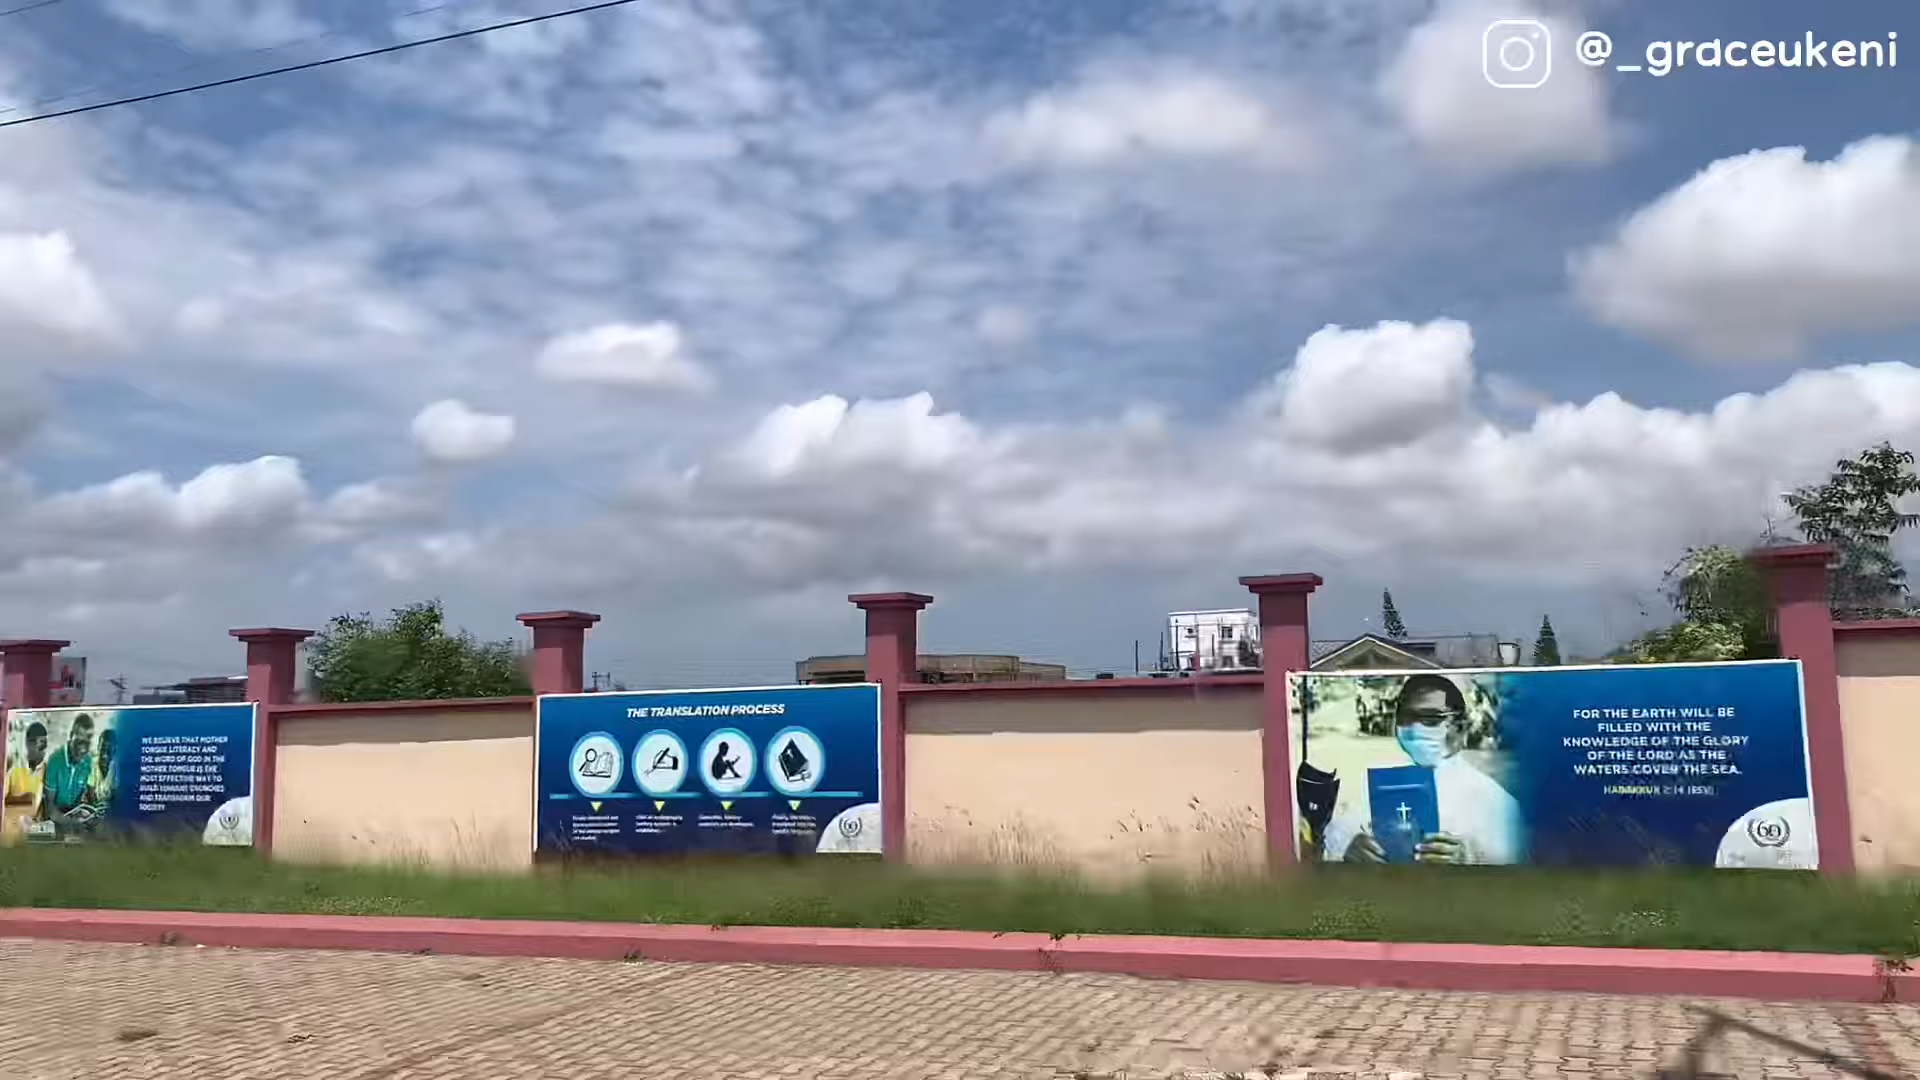 @_graceukeni
WE BELIEVE THAT MOTHER
TONGUE LITERACY AND
THE WORD OF GOD IN THE
MOTHER TONGUE IS THE
MOST EFFECTIVE WAY TO
BUILD CHURCHES
AND TRANSFORM OUR
SOCIETY
THE TRANSLATION PROCESS
60
FOR THE EARTH WILL BE
FILLED WITH THE
KNOWLEDGE OF THE GLORY
OF THE LORD AS THE
WATERS COVER THE SEA.
HABAKKUK 2:14
60